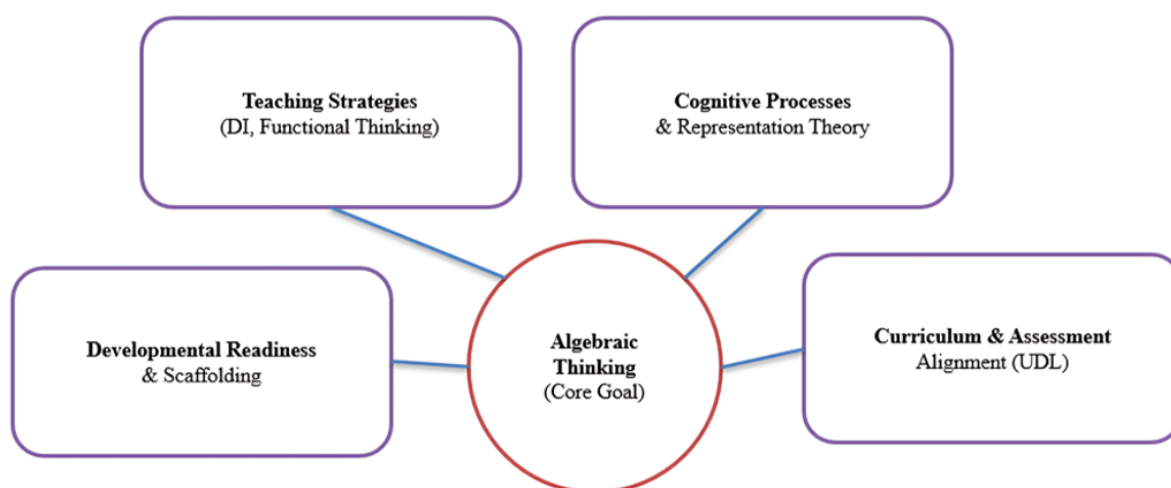 Teaching Strategies
(DI, Functional Thinking)
Cognitive Processes
& Representation Theory
Developmental Readiness
& Scaffolding
Algebraic
Thinking
(Core Goal)
Curriculum & Assessment
Alignment (UDL)